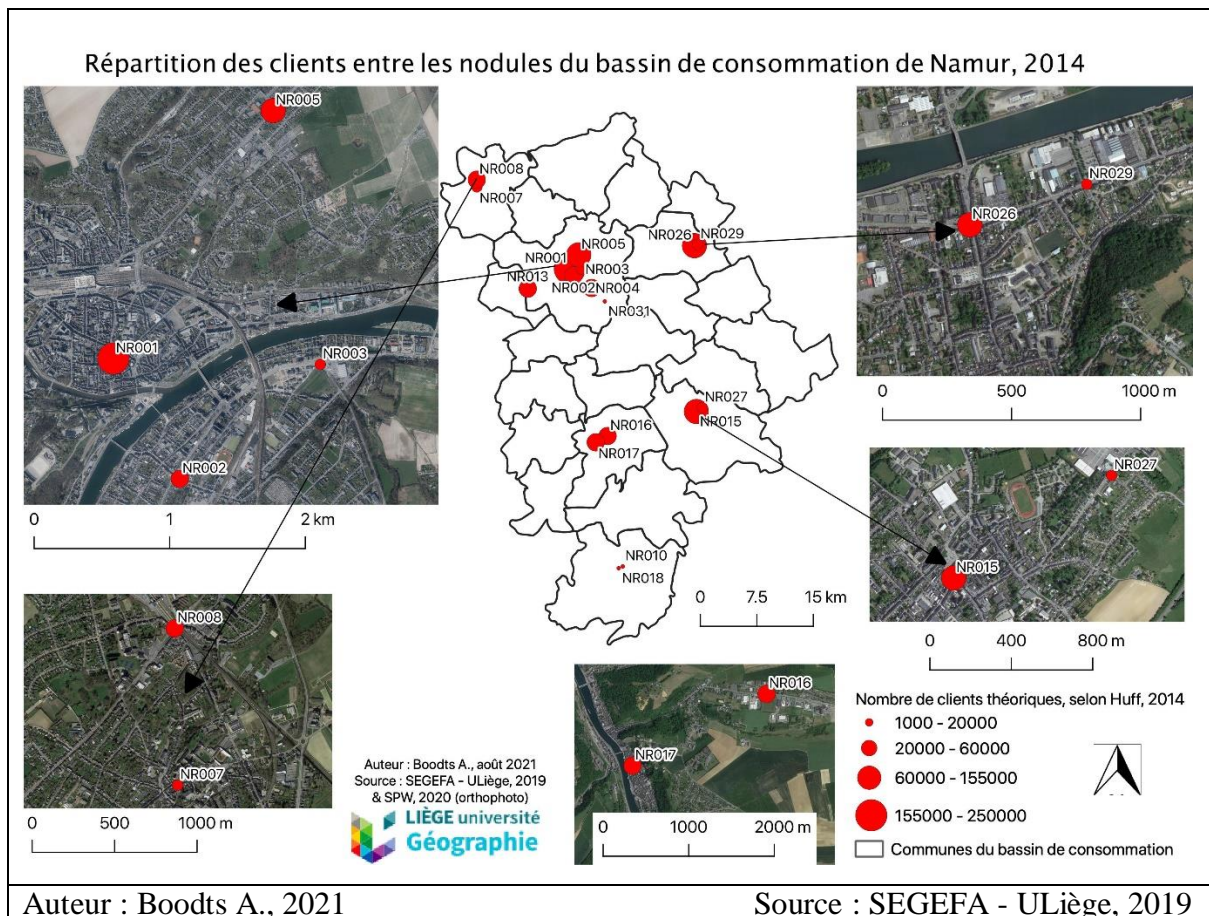 Répartition des clients entre les nodules du bassin de consommation de Namur, 2014
NR005
NR001
NR003
NR002
0 1 2 km
NR008
NR007
0 500 1000 m
NR008
NR007
NR005
NR001
NR003
NR013
NR002
NR004
NR031
NR026
NR029
NR027
NR015
NR016
NR017
NR010
NR018
0 7.5 15 km
NR029
NR026
0 500 1000 m
NR027
NR015
0 400 800 m
NR016
NR017
0 1000 2000 m
Auteur : Boodts A., août 2021
Source : SEGEFA - ULiège, 2019
& SPW, 2020 (orthophoto)
LIÈGE université
Géographie
Nombre de clients théoriques, selon Huff, 2014
1000 - 20000
20000 - 60000
60000 - 155000
155000 - 250000
Communes du bassin de consommation
Auteur : Boodts A., 2021 Source : SEGEFA - ULiège, 2019